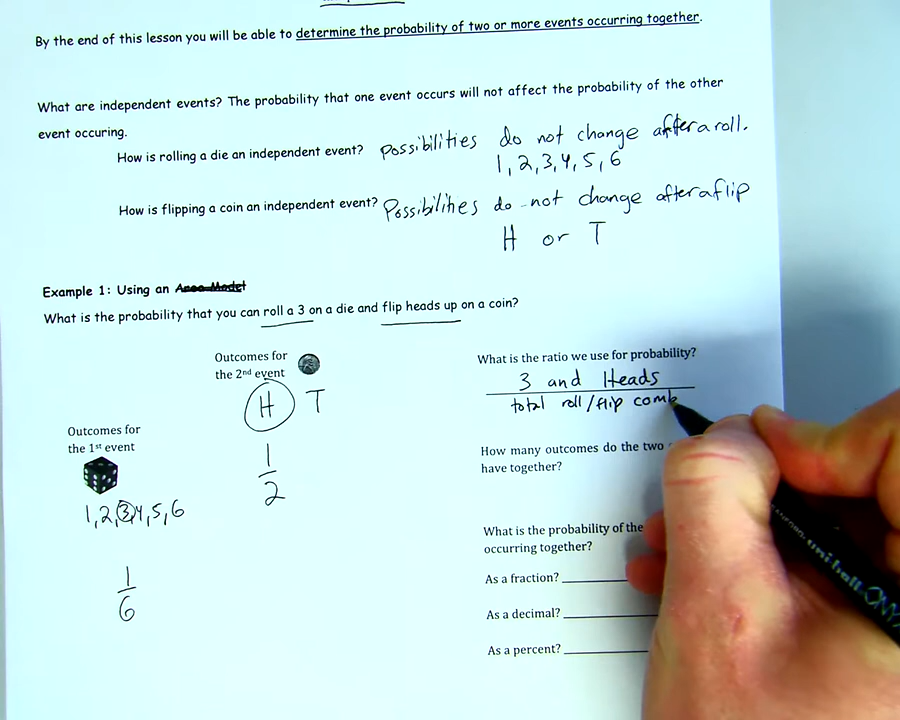 By the end of this lesson you will be able to determine the probability of two or more events occurring together.
What are independent events? The probability that one event occurs will not affect the probability of the other
event occuring.
How is rolling a die an independent event? Possibilities do not change after a roll.
1, 2, 3, 4, 5, 6
How is flipping a coin an independent event? Possibilities do not change after a flip
H or T
Example 1: Using an Area Model
What is the probability that you can roll a 3 on a die and flip heads up on a coin?
Outcomes for
the 2nd event
H T
1
2
Outcomes for
the 1st event
1, 2, 3, 4, 5, 6
1
6
What is the ratio we use for probability?
3 and Heads
total roll/flip comb
How many outcomes do the two
have together?
What is the probability of the
occurring together?
As a fraction?
As a decimal?
As a percent?
uni-ball ONYX